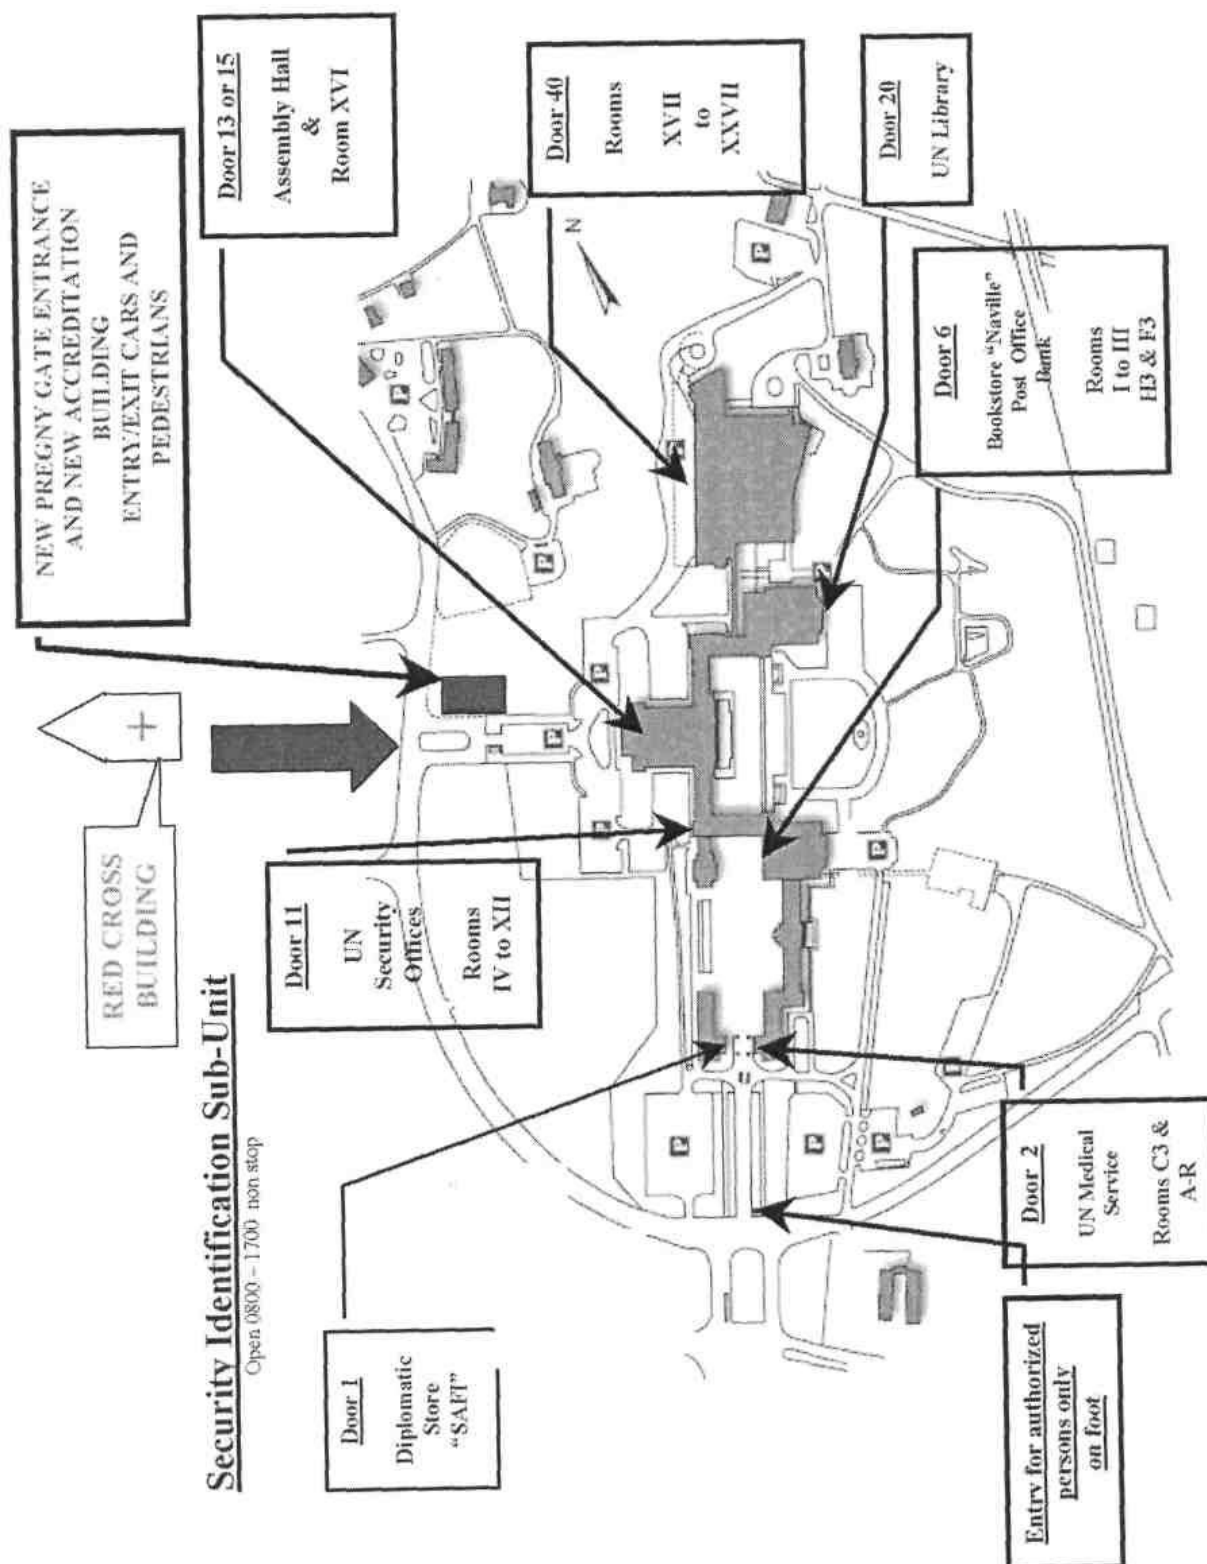 Security Identification Sub-Unit
Open 0800 – 1700 non stop
RED CROSS
BUILDING
NEW PREGNY GATE ENTRANCE
AND NEW ACCREDITATION
BUILDING
ENTRY/EXIT CARS AND
PEDESTRIANS
Door 1
Diplomatic
Store
"SAFI"
Door 11
UN
Security
Offices
Rooms
IV to XII
Door 13 or 15
Assembly Hall
&
Room XVI
Door 40
Rooms
XVII
to
XXVII
Door 20
UN Library
Door 6
Bookstore "Naville"
Post Office
Bank
Rooms
I to III
H3 & F3
Door 2
UN Medical
Service
Rooms C3 &
A-R
Entry for authorized
persons only
on foot
N
P
P
P
P
P
P
P
P
P
P
P